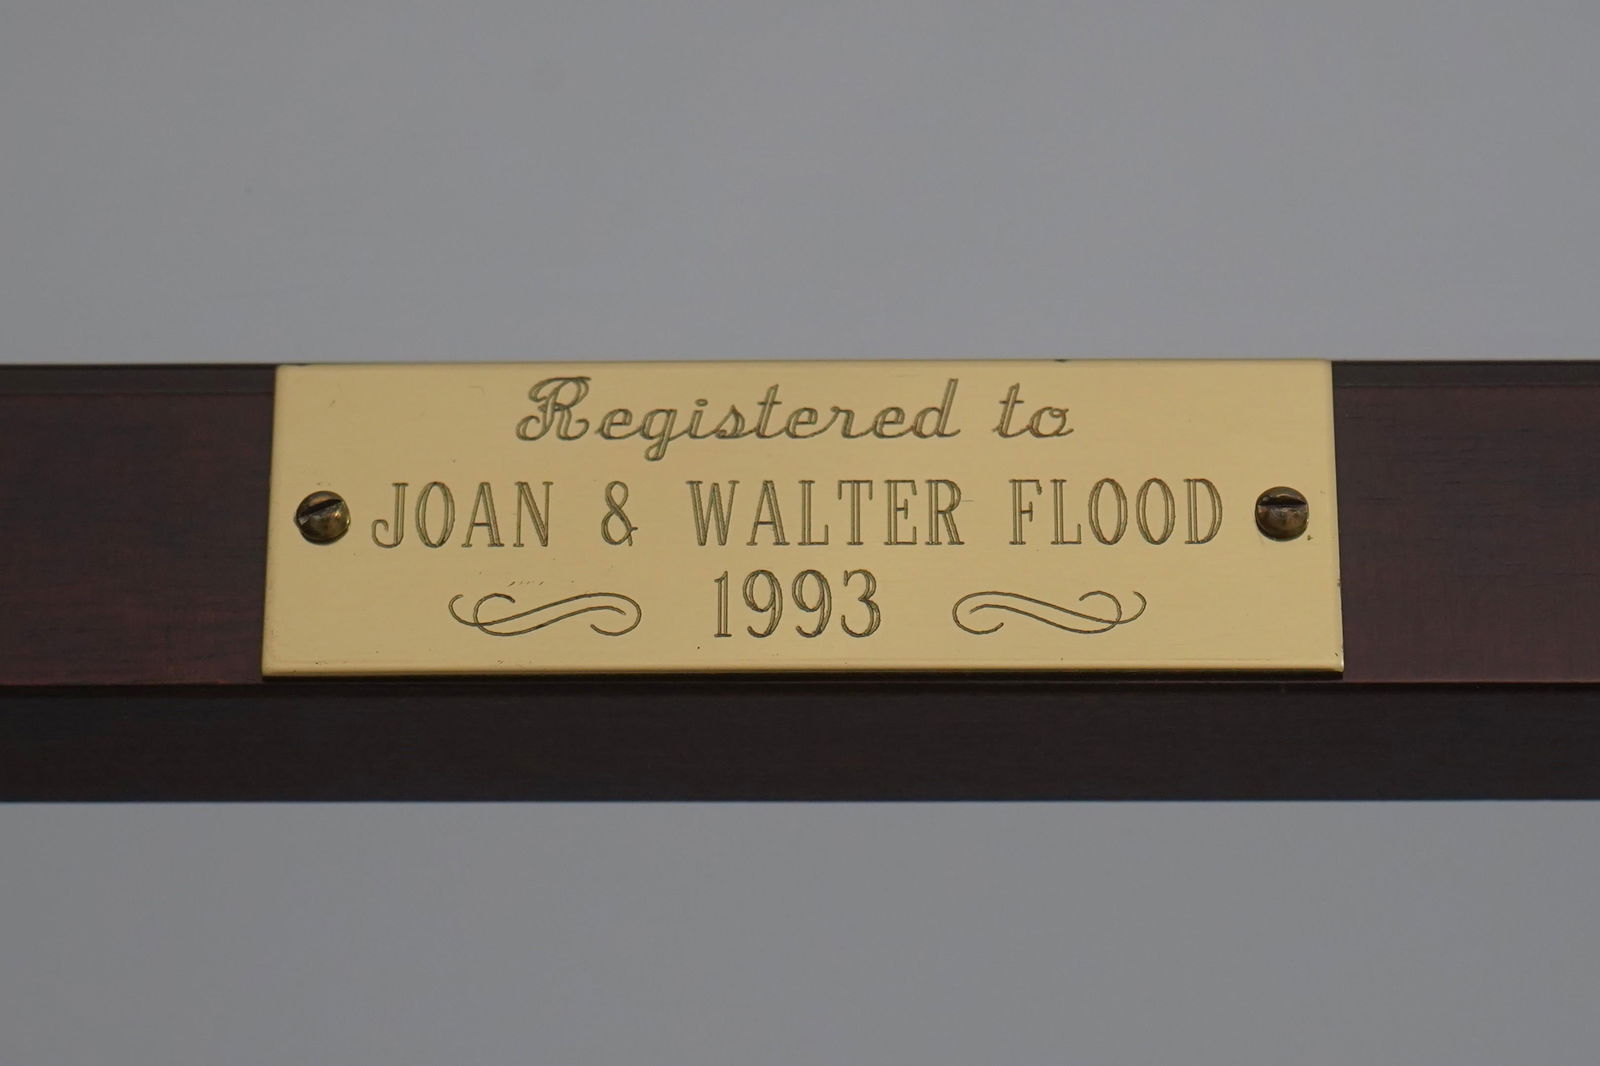 Registered to
JOAN & WALTER FLOOD
1993